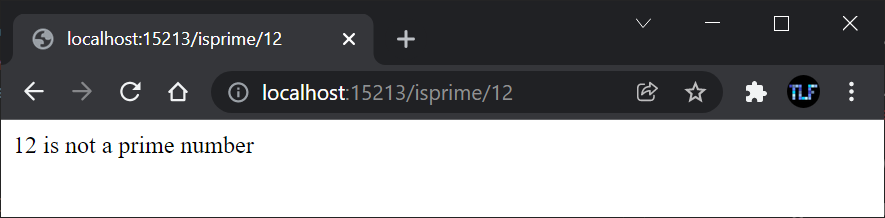 localhost:15213/isprime/12
localhost:15213/isprime/12
TLF
12 is not a prime number